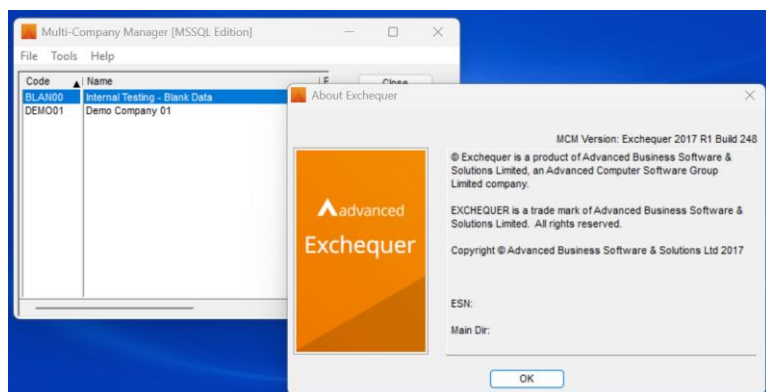 Multi-Company Manager [MSSQL Edition]
File Tools Help
Code Name
Close
BLAN00 Internal Testing - Blank Data
DEMO01 Demo Company 01
About Exchequer
MCM Version: Exchequer 2017 R1 Build 248
© Exchequer is a product of Advanced Business Software &
Solutions Limited, an Advanced Computer Software Group
Limited company.
EXCHEQUER is a trade mark of Advanced Business Software &
Solutions Limited. All rights reserved.
Copyright © Advanced Business Software & Solutions Ltd 2017
advanced
Exchequer
ESN:
Main Dir:
OK